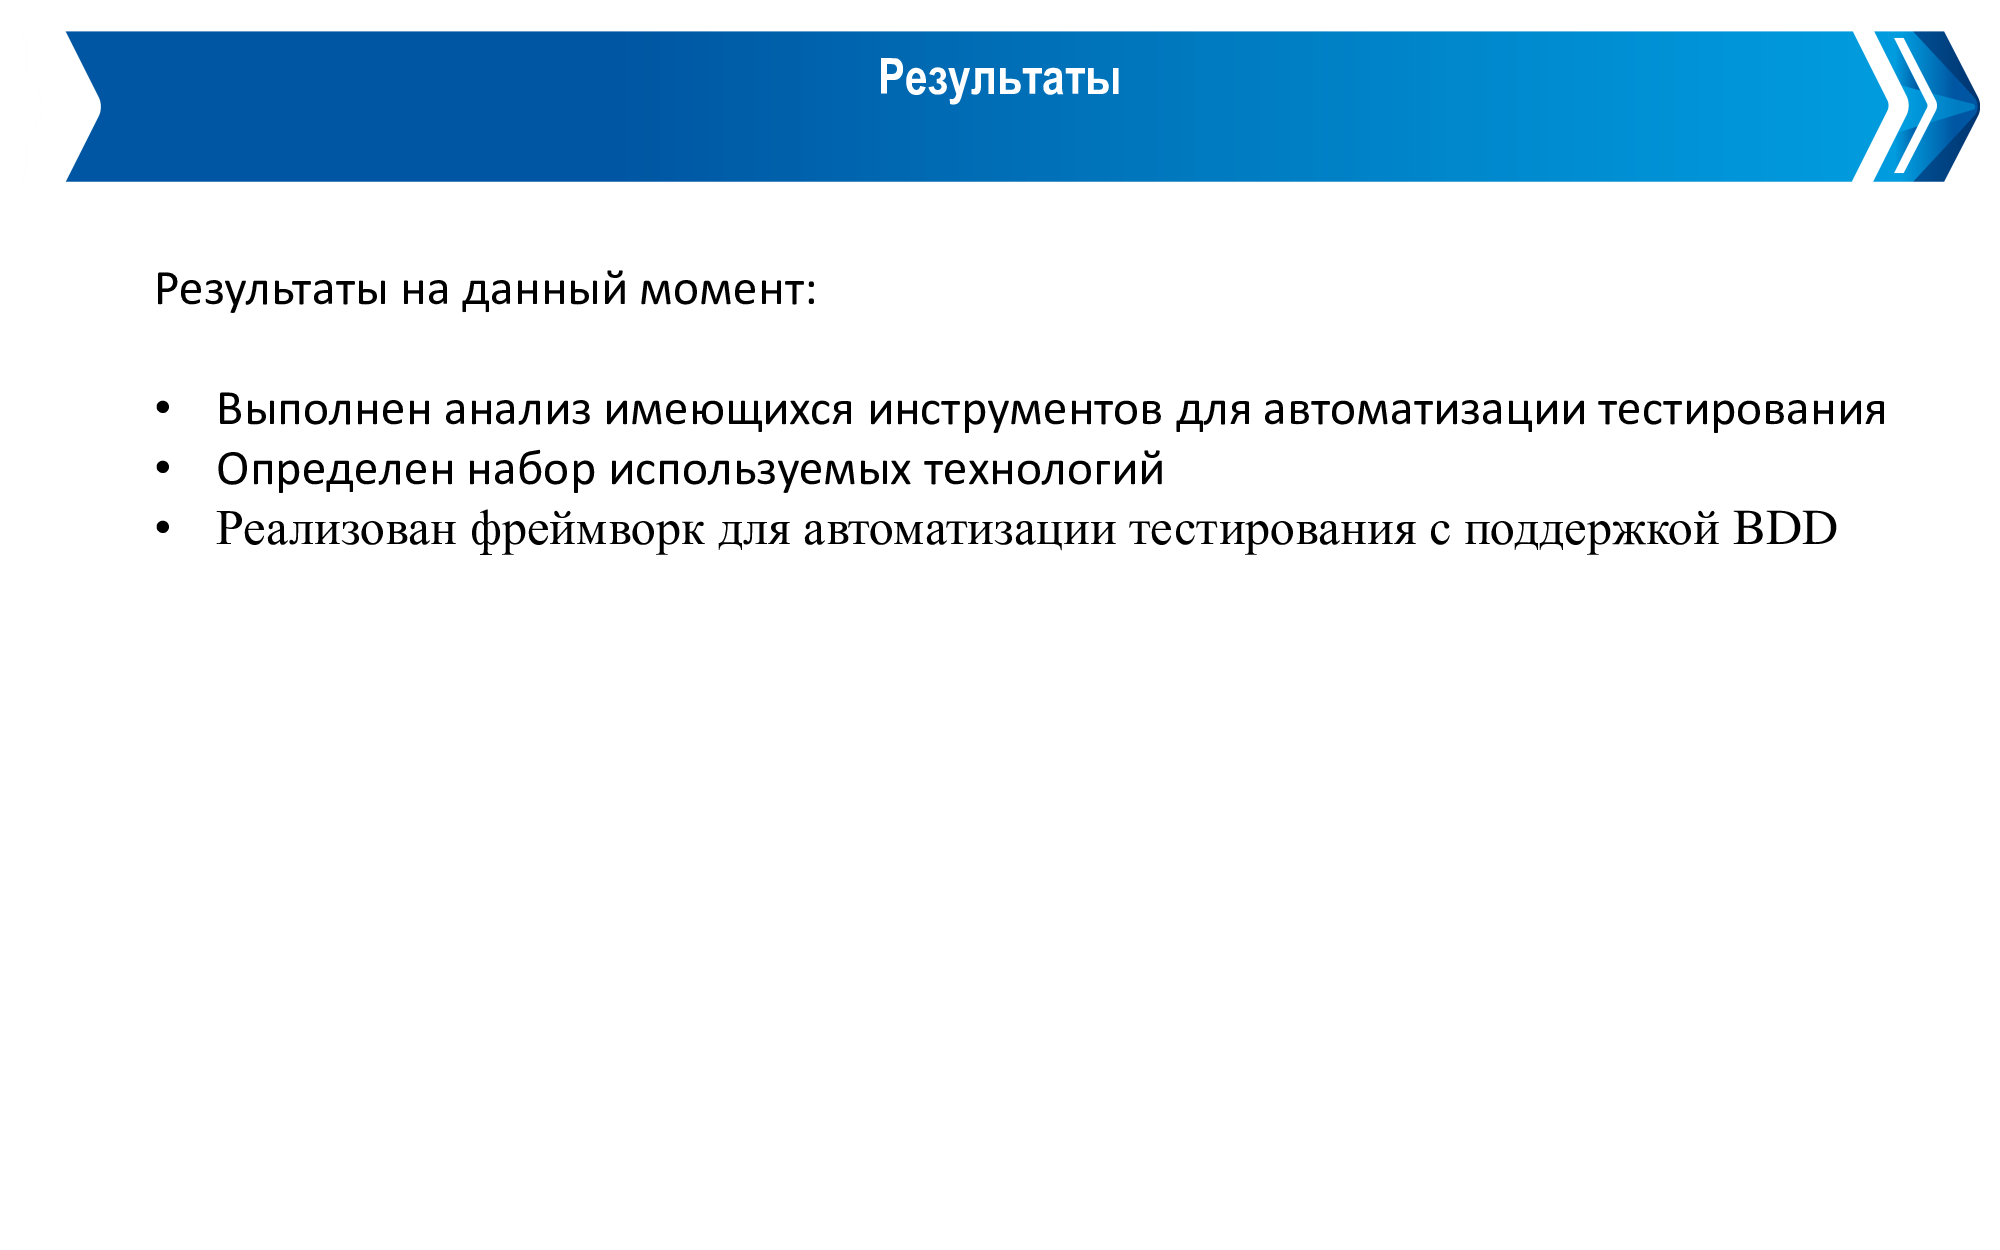 Результаты
Результаты на данный момент:
• Выполнен анализ имеющихся инструментов для автоматизации тестирования
• Определен набор используемых технологий
• Реализован фреймворк для автоматизации тестирования с поддержкой BDD